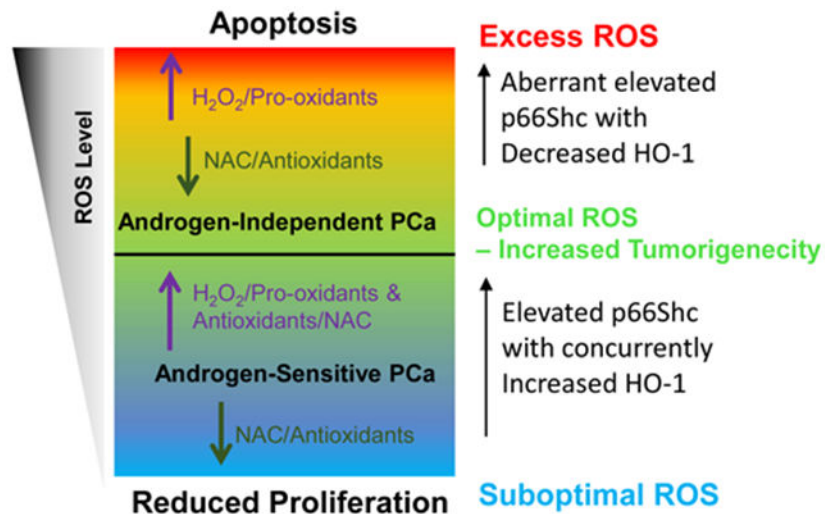 Apoptosis
ROS Level
H₂O₂/Pro-oxidants
NAC/Antioxidants
Androgen-Independent PCa
H₂O₂/Pro-oxidants &
Antioxidants/NAC
Androgen-Sensitive PCa
NAC/Antioxidants
Reduced Proliferation
Excess ROS
Aberrant elevated
p66Shc with
Decreased HO-1
Optimal ROS
– Increased Tumorigenecity
Elevated p66Shc
with concurrently
Increased HO-1
Suboptimal ROS